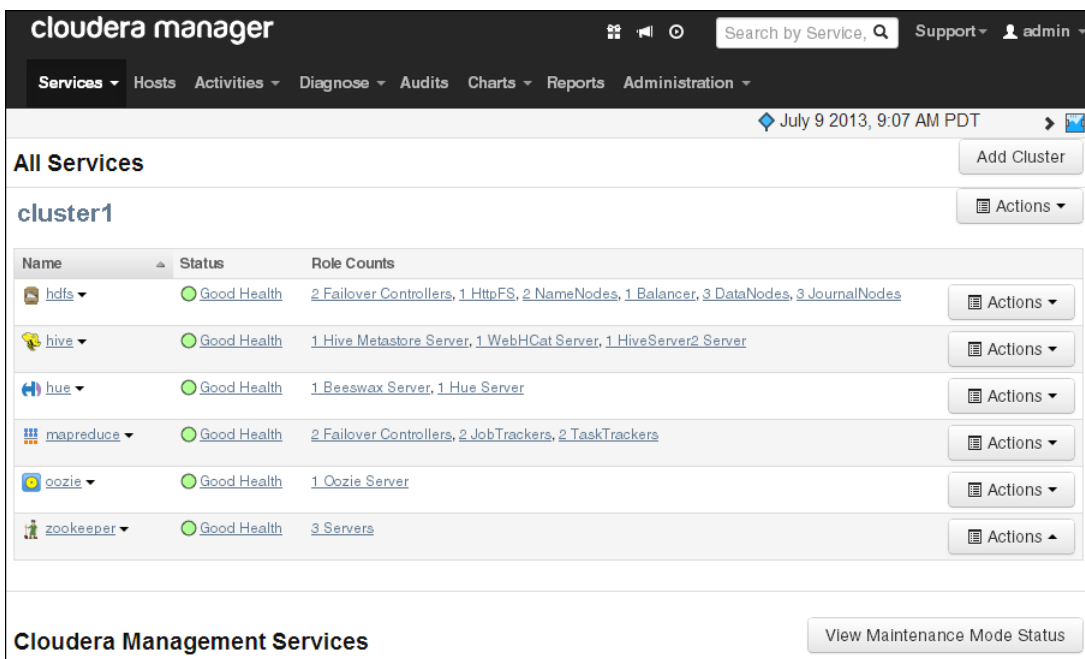 cloudera manager
Search by Service,
Support
admin
Services
Hosts
Activities
Diagnose
Audits
Charts
Reports
Administration
July 9 2013, 9:07 AM PDT
All Services
Add Cluster
cluster1
Actions
Name
Status
Role Counts
hdfs
Good Health
2 Failover Controllers, 1 HttpFS, 2 NameNodes, 1 Balancer, 3 DataNodes, 3 JournalNodes
Actions
hive
Good Health
1 Hive Metastore Server, 1 WebHCat Server, 1 HiveServer2 Server
Actions
hue
Good Health
1 Beeswax Server, 1 Hue Server
Actions
mapreduce
Good Health
2 Failover Controllers, 2 JobTrackers, 2 TaskTrackers
Actions
oozie
Good Health
1 Oozie Server
Actions
zookeeper
Good Health
3 Servers
Actions
Cloudera Management Services
View Maintenance Mode Status